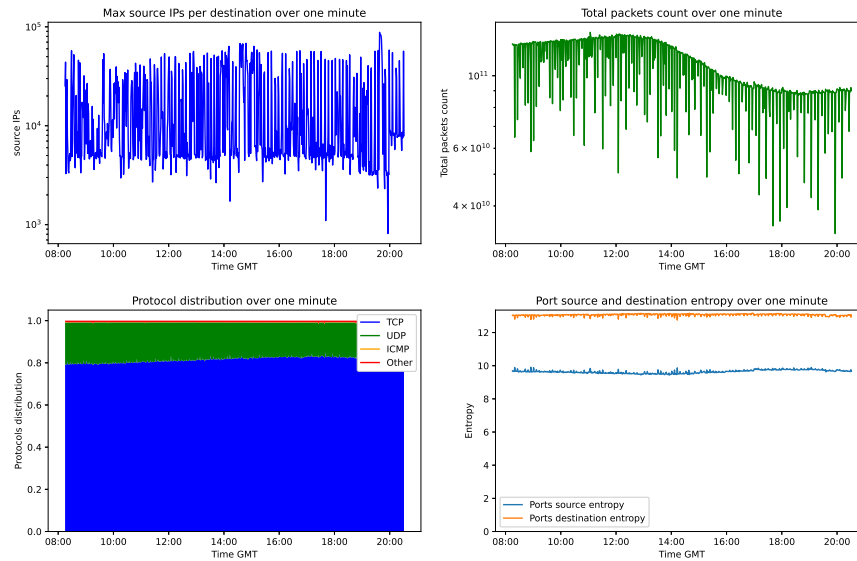 Max source IPs per destination over one minute
10^5
10^4
10^3
source IPs
08:00 10:00 12:00 14:00 16:00 18:00 20:00
Time GMT
Total packets count over one minute
10^11
6 × 10^10
4 × 10^10
Total packets count
08:00 10:00 12:00 14:00 16:00 18:00 20:00
Time GMT
Protocol distribution over one minute
1.0
0.8
0.6
0.4
0.2
0.0
Protocols distribution
TCP
UDP
ICMP
Other
08:00 10:00 12:00 14:00 16:00 18:00 20:00
Time GMT
Port source and destination entropy over one minute
12
10
8
6
4
2
0
Entropy
Ports source entropy
Ports destination entropy
08:00 10:00 12:00 14:00 16:00 18:00 20:00
Time GMT